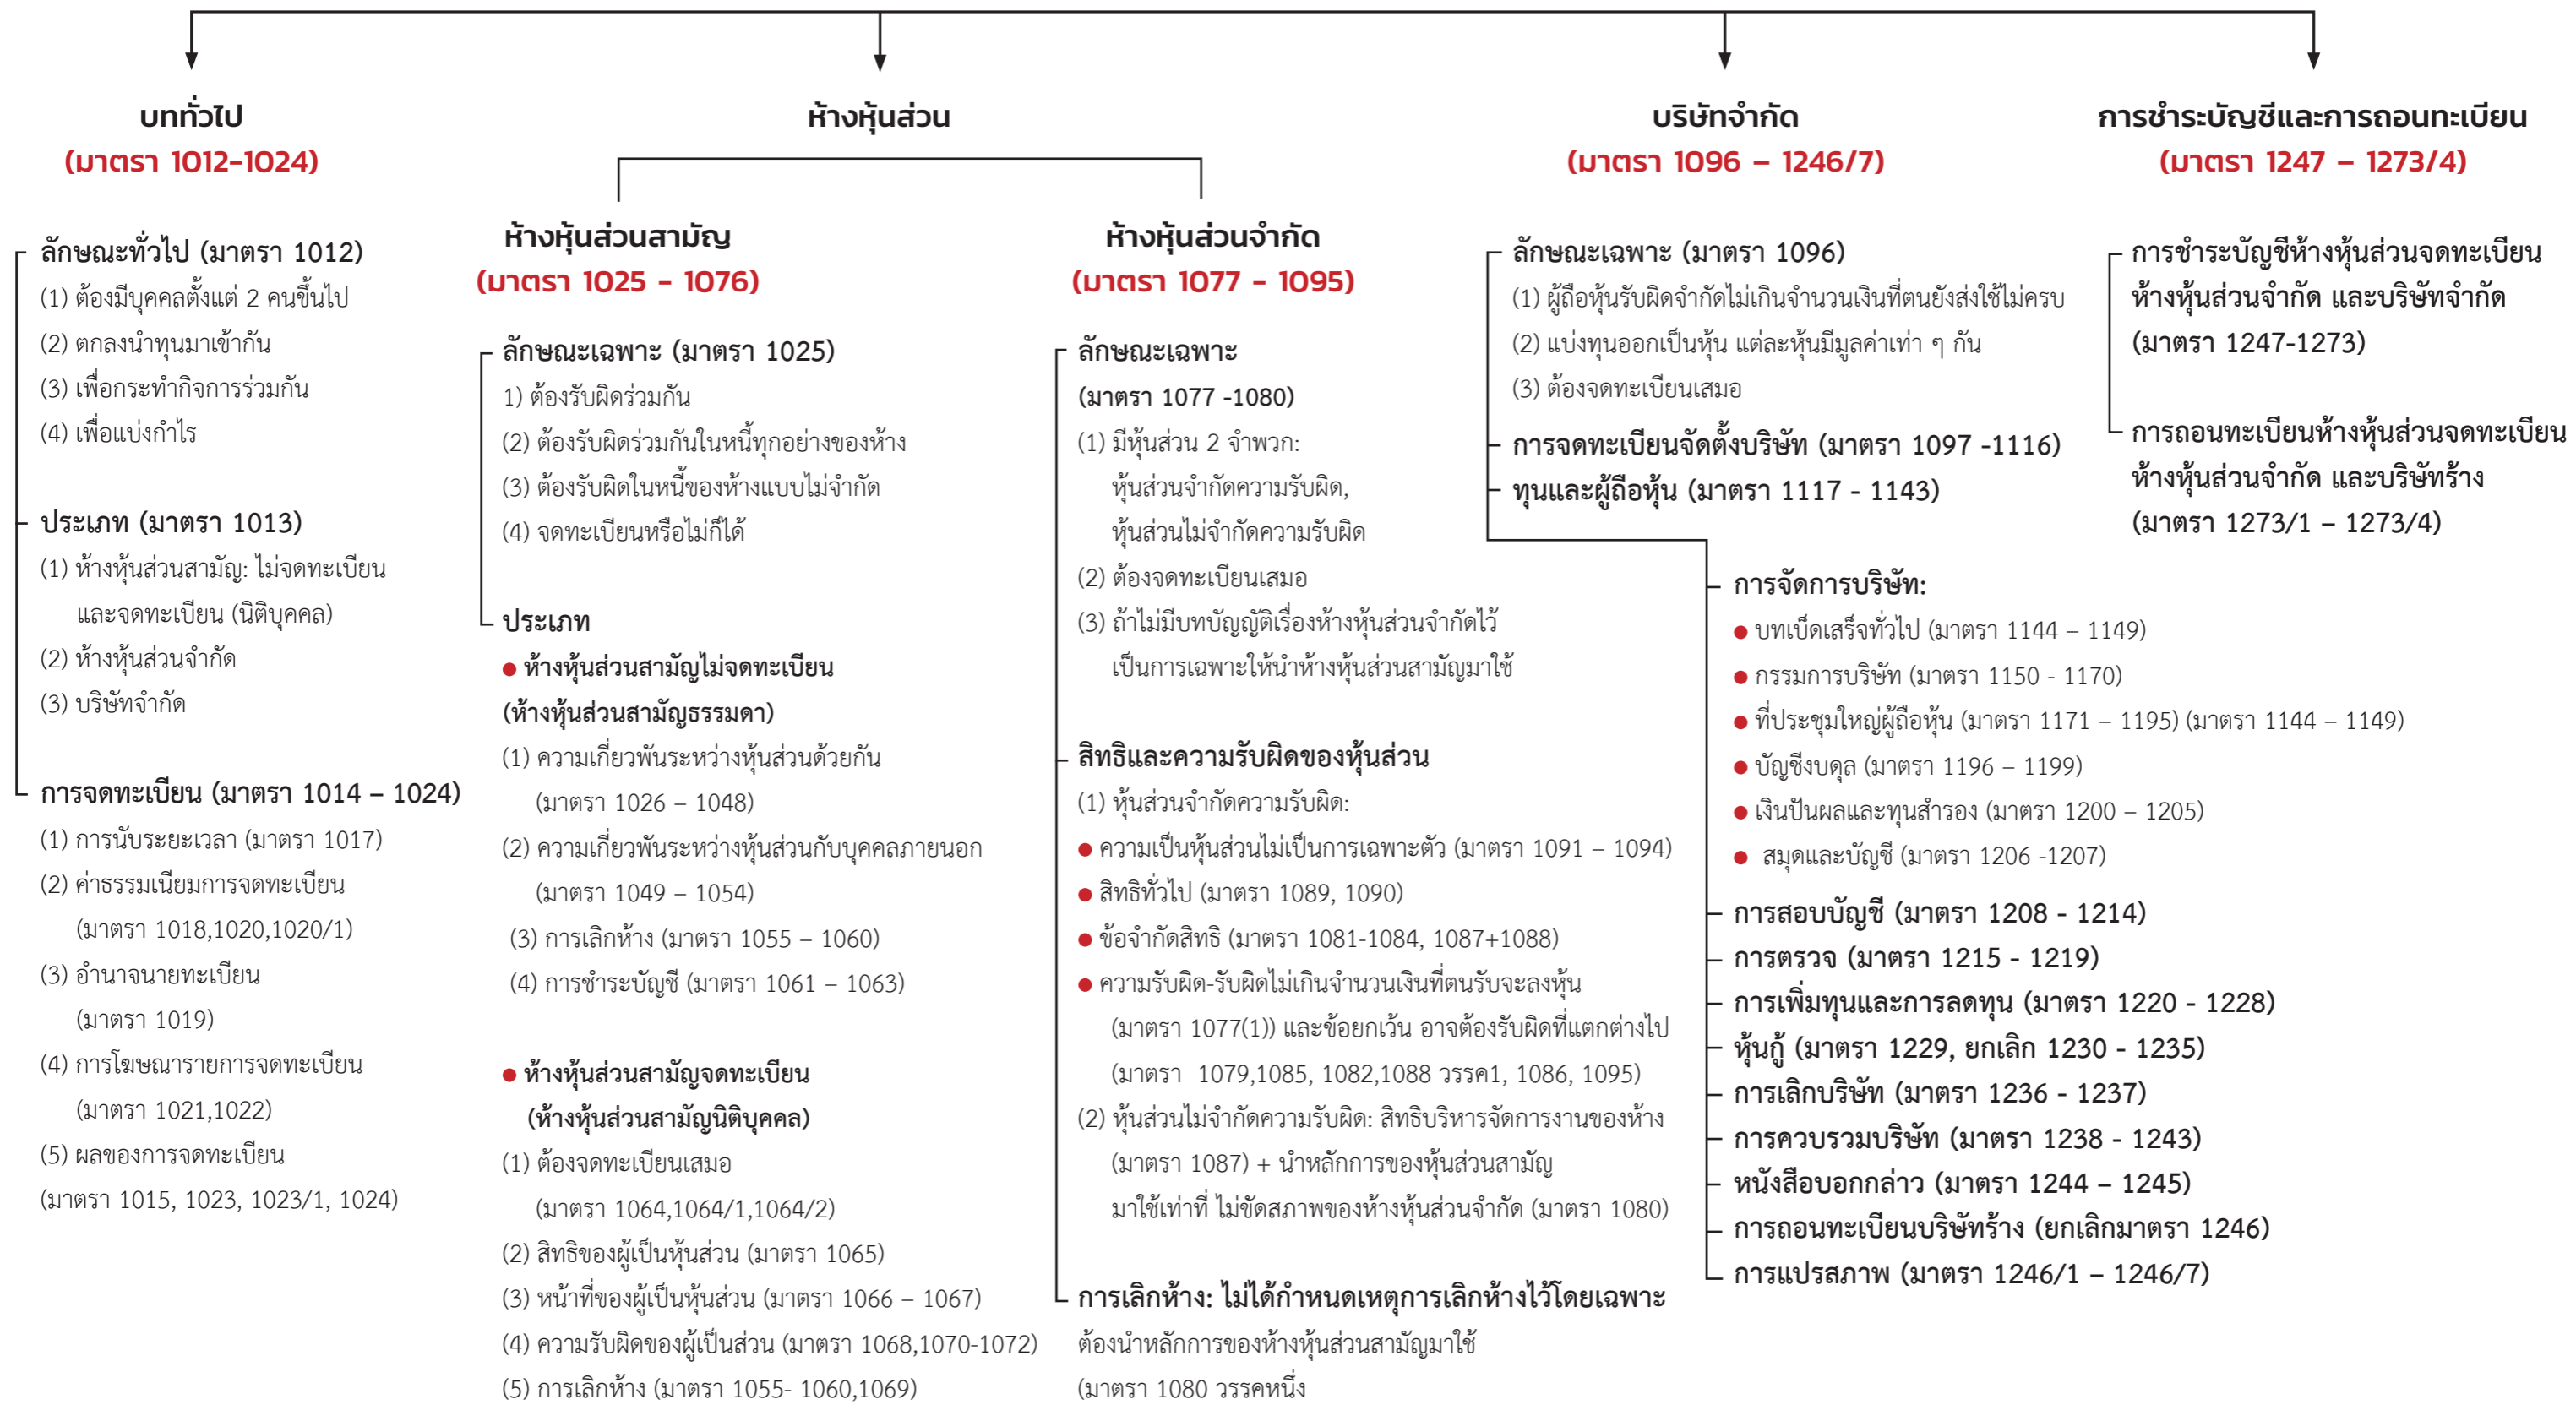 บททั่วไป
(มาตรา 1012-1024)
ลักษณะทั่วไป (มาตรา 1012)
(1) ต้องมีบุคคลตั้งแต่ 2 คนขึ้นไป
(2) ตกลงนำทุนมาเข้ากัน
(3) เพื่อกระทำกิจการร่วมกัน
(4) เพื่อแบ่งกำไร
ประเภท (มาตรา 1013)
(1) ห้างหุ้นส่วนสามัญ: ไม่จดทะเบียน
และจดทะเบียน (นิติบุคคล)
(2) ห้างหุ้นส่วนจำกัด
(3) บริษัทจำกัด
การจดทะเบียน (มาตรา 1014 – 1024)
(1) การนับระยะเวลา (มาตรา 1017)
(2) ค่าธรรมเนียมการจดทะเบียน
(มาตรา 1018,1020,1020/1)
(3) อำนาจนายทะเบียน
(มาตรา 1019)
(4) การโฆษณารายการจดทะเบียน
(มาตรา 1021,1022)
(5) ผลของการจดทะเบียน
(มาตรา 1015, 1023, 1023/1, 1024)
ห้างหุ้นส่วน
ห้างหุ้นส่วนสามัญ
(มาตรา 1025 - 1076)
ลักษณะเฉพาะ (มาตรา 1025)
1) ต้องรับผิดร่วมกัน
(2) ต้องรับผิดร่วมกันในหนี้ทุกอย่างของห้าง
(3) ต้องรับผิดในหนี้ของห้างแบบไม่จำกัด
(4) จดทะเบียนหรือไม่ก็ได้
ประเภท
● ห้างหุ้นส่วนสามัญไม่จดทะเบียน
(ห้างหุ้นส่วนสามัญธรรมดา)
(1) ความเกี่ยวพันระหว่างหุ้นส่วนด้วยกัน
(มาตรา 1026 – 1048)
(2) ความเกี่ยวพันระหว่างหุ้นส่วนกับบุคคลภายนอก
(มาตรา 1049 – 1054)
(3) การเลิกห้าง (มาตรา 1055 – 1060)
(4) การชำระบัญชี (มาตรา 1061 – 1063)
● ห้างหุ้นส่วนสามัญจดทะเบียน
(ห้างหุ้นส่วนสามัญนิติบุคคล)
(1) ต้องจดทะเบียนเสมอ
(มาตรา 1064,1064/1,1064/2)
(2) สิทธิของผู้เป็นหุ้นส่วน (มาตรา 1065)
(3) หน้าที่ของผู้เป็นหุ้นส่วน (มาตรา 1066 – 1067)
(4) ความรับผิดของผู้เป็นส่วน (มาตรา 1068,1070-1072)
(5) การเลิกห้าง (มาตรา 1055- 1060,1069)
ห้างหุ้นส่วนจำกัด
(มาตรา 1077 - 1095)
ลักษณะเฉพาะ
(มาตรา 1077 -1080)
(1) มีหุ้นส่วน 2 จำพวก:
หุ้นส่วนจำกัดความรับผิด,
หุ้นส่วนไม่จำกัดความรับผิด
(2) ต้องจดทะเบียนเสมอ
(3) ถ้าไม่มีบทบัญญัติเรื่องห้างหุ้นส่วนจำกัดไว้
เป็นการเฉพาะให้นำห้างหุ้นส่วนสามัญมาใช้
สิทธิและความรับผิดของหุ้นส่วน
(1) หุ้นส่วนจำกัดความรับผิด:
● ความเป็นหุ้นส่วนไม่เป็นการเฉพาะตัว (มาตรา 1091 – 1094)
● สิทธิทั่วไป (มาตรา 1089, 1090)
● ข้อจำกัดสิทธิ (มาตรา 1081-1084, 1087+1088)
● ความรับผิด-รับผิดไม่เกินจำนวนเงินที่ตนรับจะลงหุ้น
(มาตรา 1077(1)) และข้อยกเว้น อาจต้องรับผิดที่แตกต่างไป
(มาตรา 1079,1085, 1082,1088 วรรค1, 1086, 1095)
(2) หุ้นส่วนไม่จำกัดความรับผิด: สิทธิบริหารจัดการงานของห้าง
(มาตรา 1087) + นำหลักการของหุ้นส่วนสามัญ
มาใช้เท่าที่ ไม่ขัดสภาพของห้างหุ้นส่วนจำกัด (มาตรา 1080)
การเลิกห้าง: ไม่ได้กำหนดเหตุการเลิกห้างไว้โดยเฉพาะ
ต้องนำหลักการของห้างหุ้นส่วนสามัญมาใช้
(มาตรา 1080 วรรคหนึ่ง
บริษัทจำกัด
(มาตรา 1096 – 1246/7)
ลักษณะเฉพาะ (มาตรา 1096)
(1) ผู้ถือหุ้นรับผิดจำกัดไม่เกินจำนวนเงินที่ตนยังส่งใช้ไม่ครบ
(2) แบ่งทุนออกเป็นหุ้น แต่ละหุ้นมีมูลค่าเท่า ๆ กัน
(3) ต้องจดทะเบียนเสมอ
การจดทะเบียนจัดตั้งบริษัท (มาตรา 1097 -1116)
ทุนและผู้ถือหุ้น (มาตรา 1117 - 1143)
การจัดการบริษัท:
● บทเบ็ดเสร็จทั่วไป (มาตรา 1144 – 1149)
● กรรมการบริษัท (มาตรา 1150 - 1170)
● ที่ประชุมใหญ่ผู้ถือหุ้น (มาตรา 1171 – 1195) (มาตรา 1144 – 1149)
● บัญชีงบดุล (มาตรา 1196 – 1199)
● เงินปันผลและทุนสำรอง (มาตรา 1200 – 1205)
● สมุดและบัญชี (มาตรา 1206 -1207)
การสอบบัญชี (มาตรา 1208 - 1214)
การตรวจ (มาตรา 1215 - 1219)
การเพิ่มทุนและการลดทุน (มาตรา 1220 - 1228)
หุ้นกู้ (มาตรา 1229, ยกเลิก 1230 - 1235)
การเลิกบริษัท (มาตรา 1236 - 1237)
การควบรวมบริษัท (มาตรา 1238 - 1243)
หนังสือบอกกล่าว (มาตรา 1244 – 1245)
การถอนทะเบียนบริษัทร้าง (ยกเลิกมาตรา 1246)
การแปรสภาพ (มาตรา 1246/1 – 1246/7)
การชำระบัญชีและการถอนทะเบียน
(มาตรา 1247 – 1273/4)
การชำระบัญชีห้างหุ้นส่วนจดทะเบียน
ห้างหุ้นส่วนจำกัด และบริษัทจำกัด
(มาตรา 1247-1273)
การถอนทะเบียนห้างหุ้นส่วนจดทะเบียน
ห้างหุ้นส่วนจำกัด และบริษัทร้าง
(มาตรา 1273/1 – 1273/4)